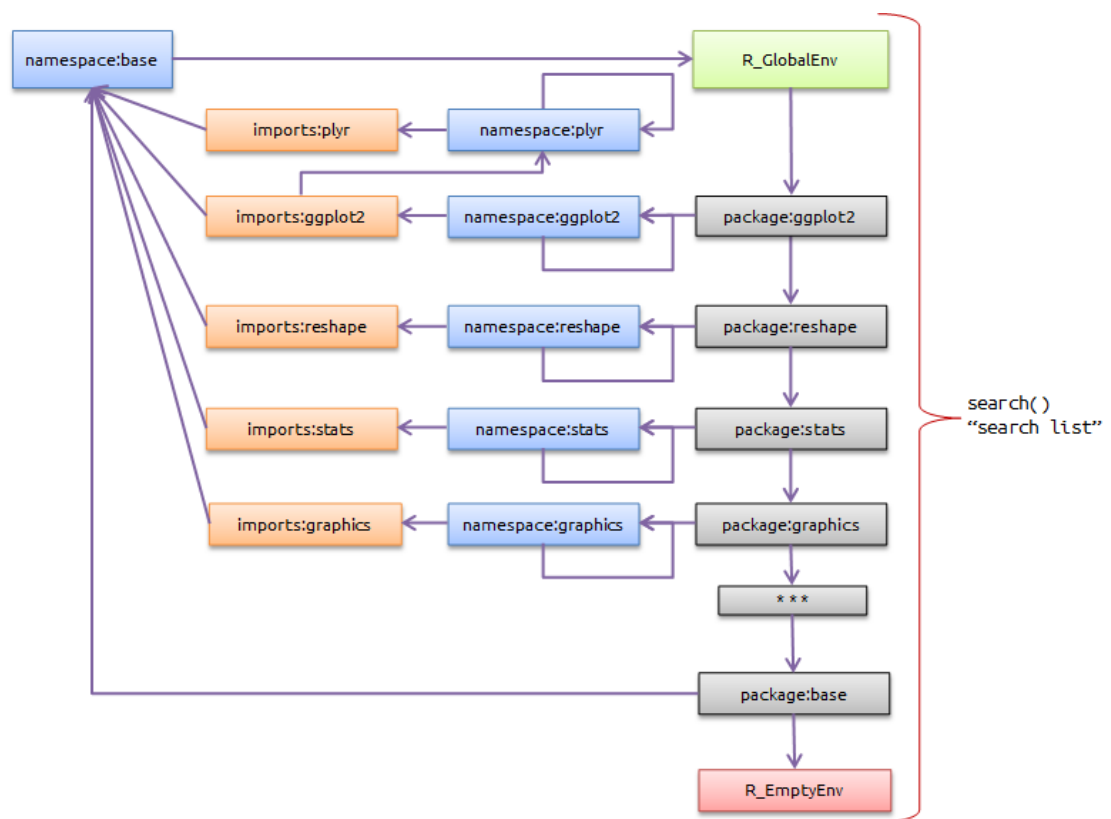 namespace:base
R_GlobalEnv
imports:plyr
namespace:plyr
imports:ggplot2
namespace:ggplot2
package:ggplot2
imports:reshape
namespace:reshape
package:reshape
imports:stats
namespace:stats
package:stats
search()
“search list”
imports:graphics
namespace:graphics
package:graphics
***
package:base
R_EmptyEnv